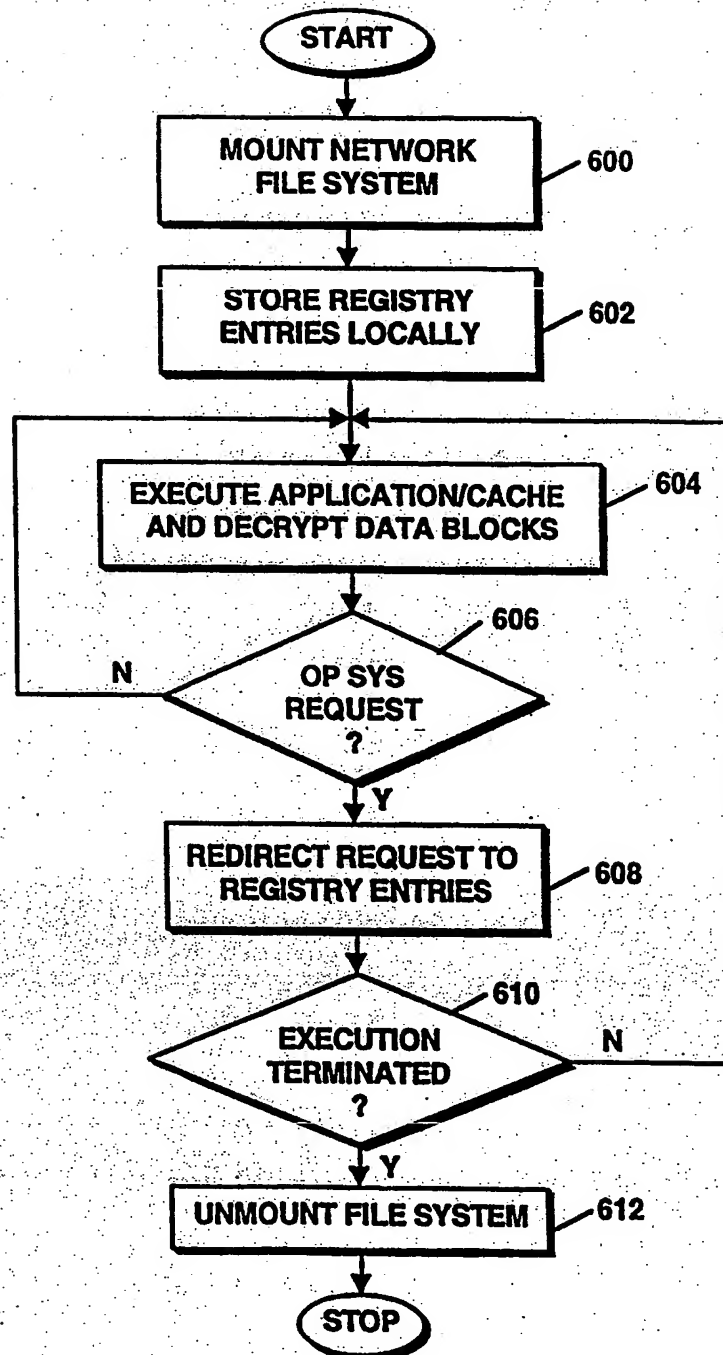 START
MOUNT NETWORK
FILE SYSTEM
600
STORE REGISTRY
ENTRIES LOCALLY
602
EXECUTE APPLICATION/CACHE
AND DECRYPT DATA BLOCKS
604
606
N
OP SYS
REQUEST
?
Y
REDIRECT REQUEST TO
REGISTRY ENTRIES
608
610
EXECUTION
TERMINATED
?
N
Y
UNMOUNT FILE SYSTEM
612
STOP